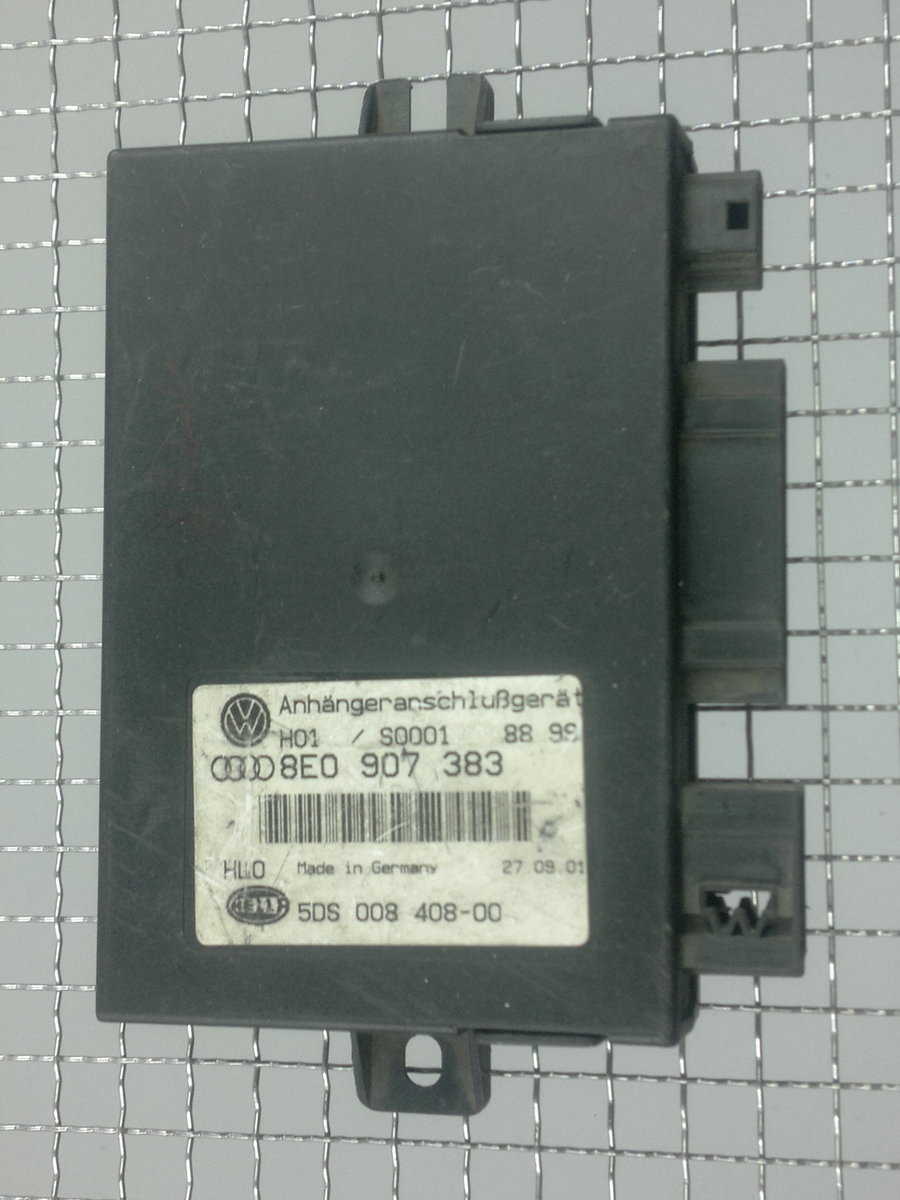 Anhängeranschlußgerät
H01 / S0001 88 99
8E0 907 383
HLO Made in Germany 27 09 01
HELLA 5DS 008 408-00